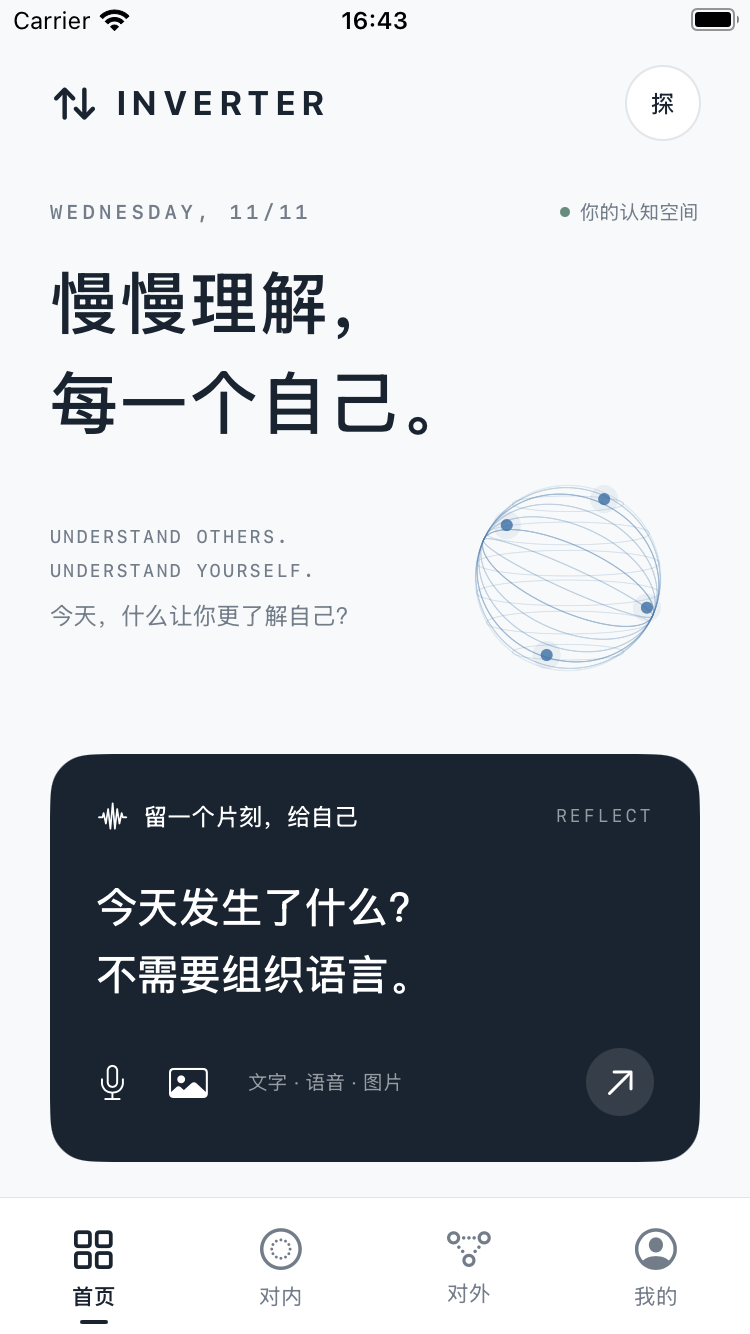 Carrier 16:43
INVERTER 探
WEDNESDAY, 11/11 你的认知空间
慢慢理解，
每一个自己。
UNDERSTAND OTHERS.
UNDERSTAND YOURSELF.
今天，什么让你更了解自己?
留一个片刻，给自己 REFLECT
今天发生了什么?
不需要组织语言。
文字 · 语音 · 图片
首页 对内 对外 我的